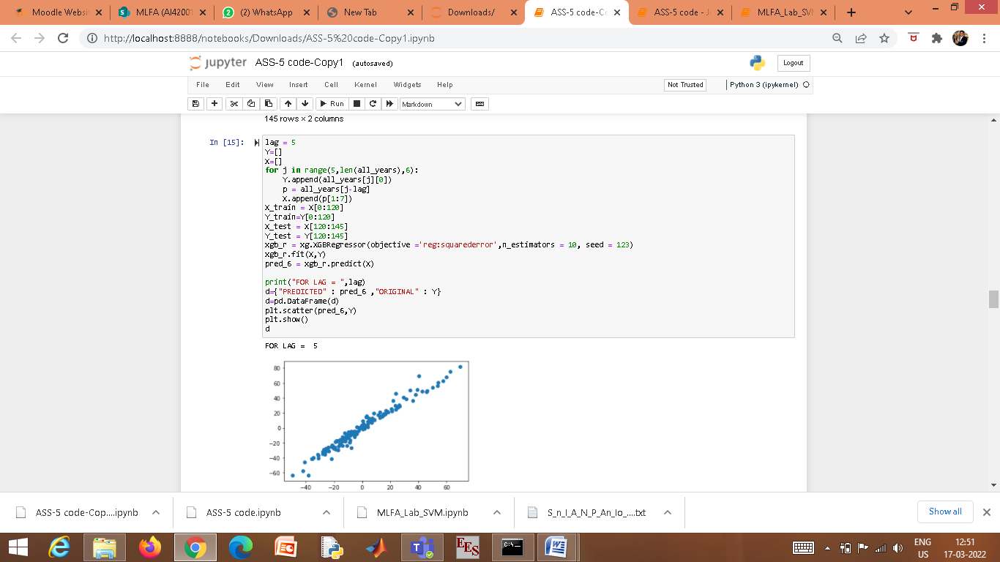 Moodle Websi
MLFA (AI42001
(2) WhatsApp
New Tab
Downloads/
ASS-5 code-Co
ASS-5 code - J
MLFA_Lab_SVM
http://localhost:8888/notebooks/Downloads/ASS-5%20code-Copy1.ipynb
jupyter ASS-5 code-Copy1 (autosaved)
Logout
File Edit View Insert Cell Kernel Widgets Help
Not Trusted
Python 3 (ipykernel)
Run
Markdown
145 rows × 2 columns
In [15]:
lag = 5
Y=[]
X=[]
for j in range(5,len(all_years),6):
    Y.append(all_years[j][0])
    p = all_years[j-lag]
    X.append(p[1:7])
X_train = X[0:120]
Y_train=Y[0:120]
X_test = X[120:145]
Y_test = Y[120:145]
xgb_r = xg.XGBRegressor(objective ='reg:squarederror',n_estimators = 10, seed = 123)
xgb_r.fit(X,Y)
pred_6 = xgb_r.predict(X)
print("FOR LAG = ",lag)
d={"PREDICTED" : pred_6 ,"ORIGINAL" : Y}
d=pd.DataFrame(d)
plt.scatter(pred_6,Y)
plt.show()
d
FOR LAG =  5
80
60
40
20
0
−20
−40
−60
−40 −20 0 20 40 60
ASS-5 code-Cop....ipynb
ASS-5 code.ipynb
MLFA_Lab_SVM.ipynb
S_n_I_A_N_P_An_Io_....txt
Show all
EES
C:\
ENG
US
12:51
17-03-2022